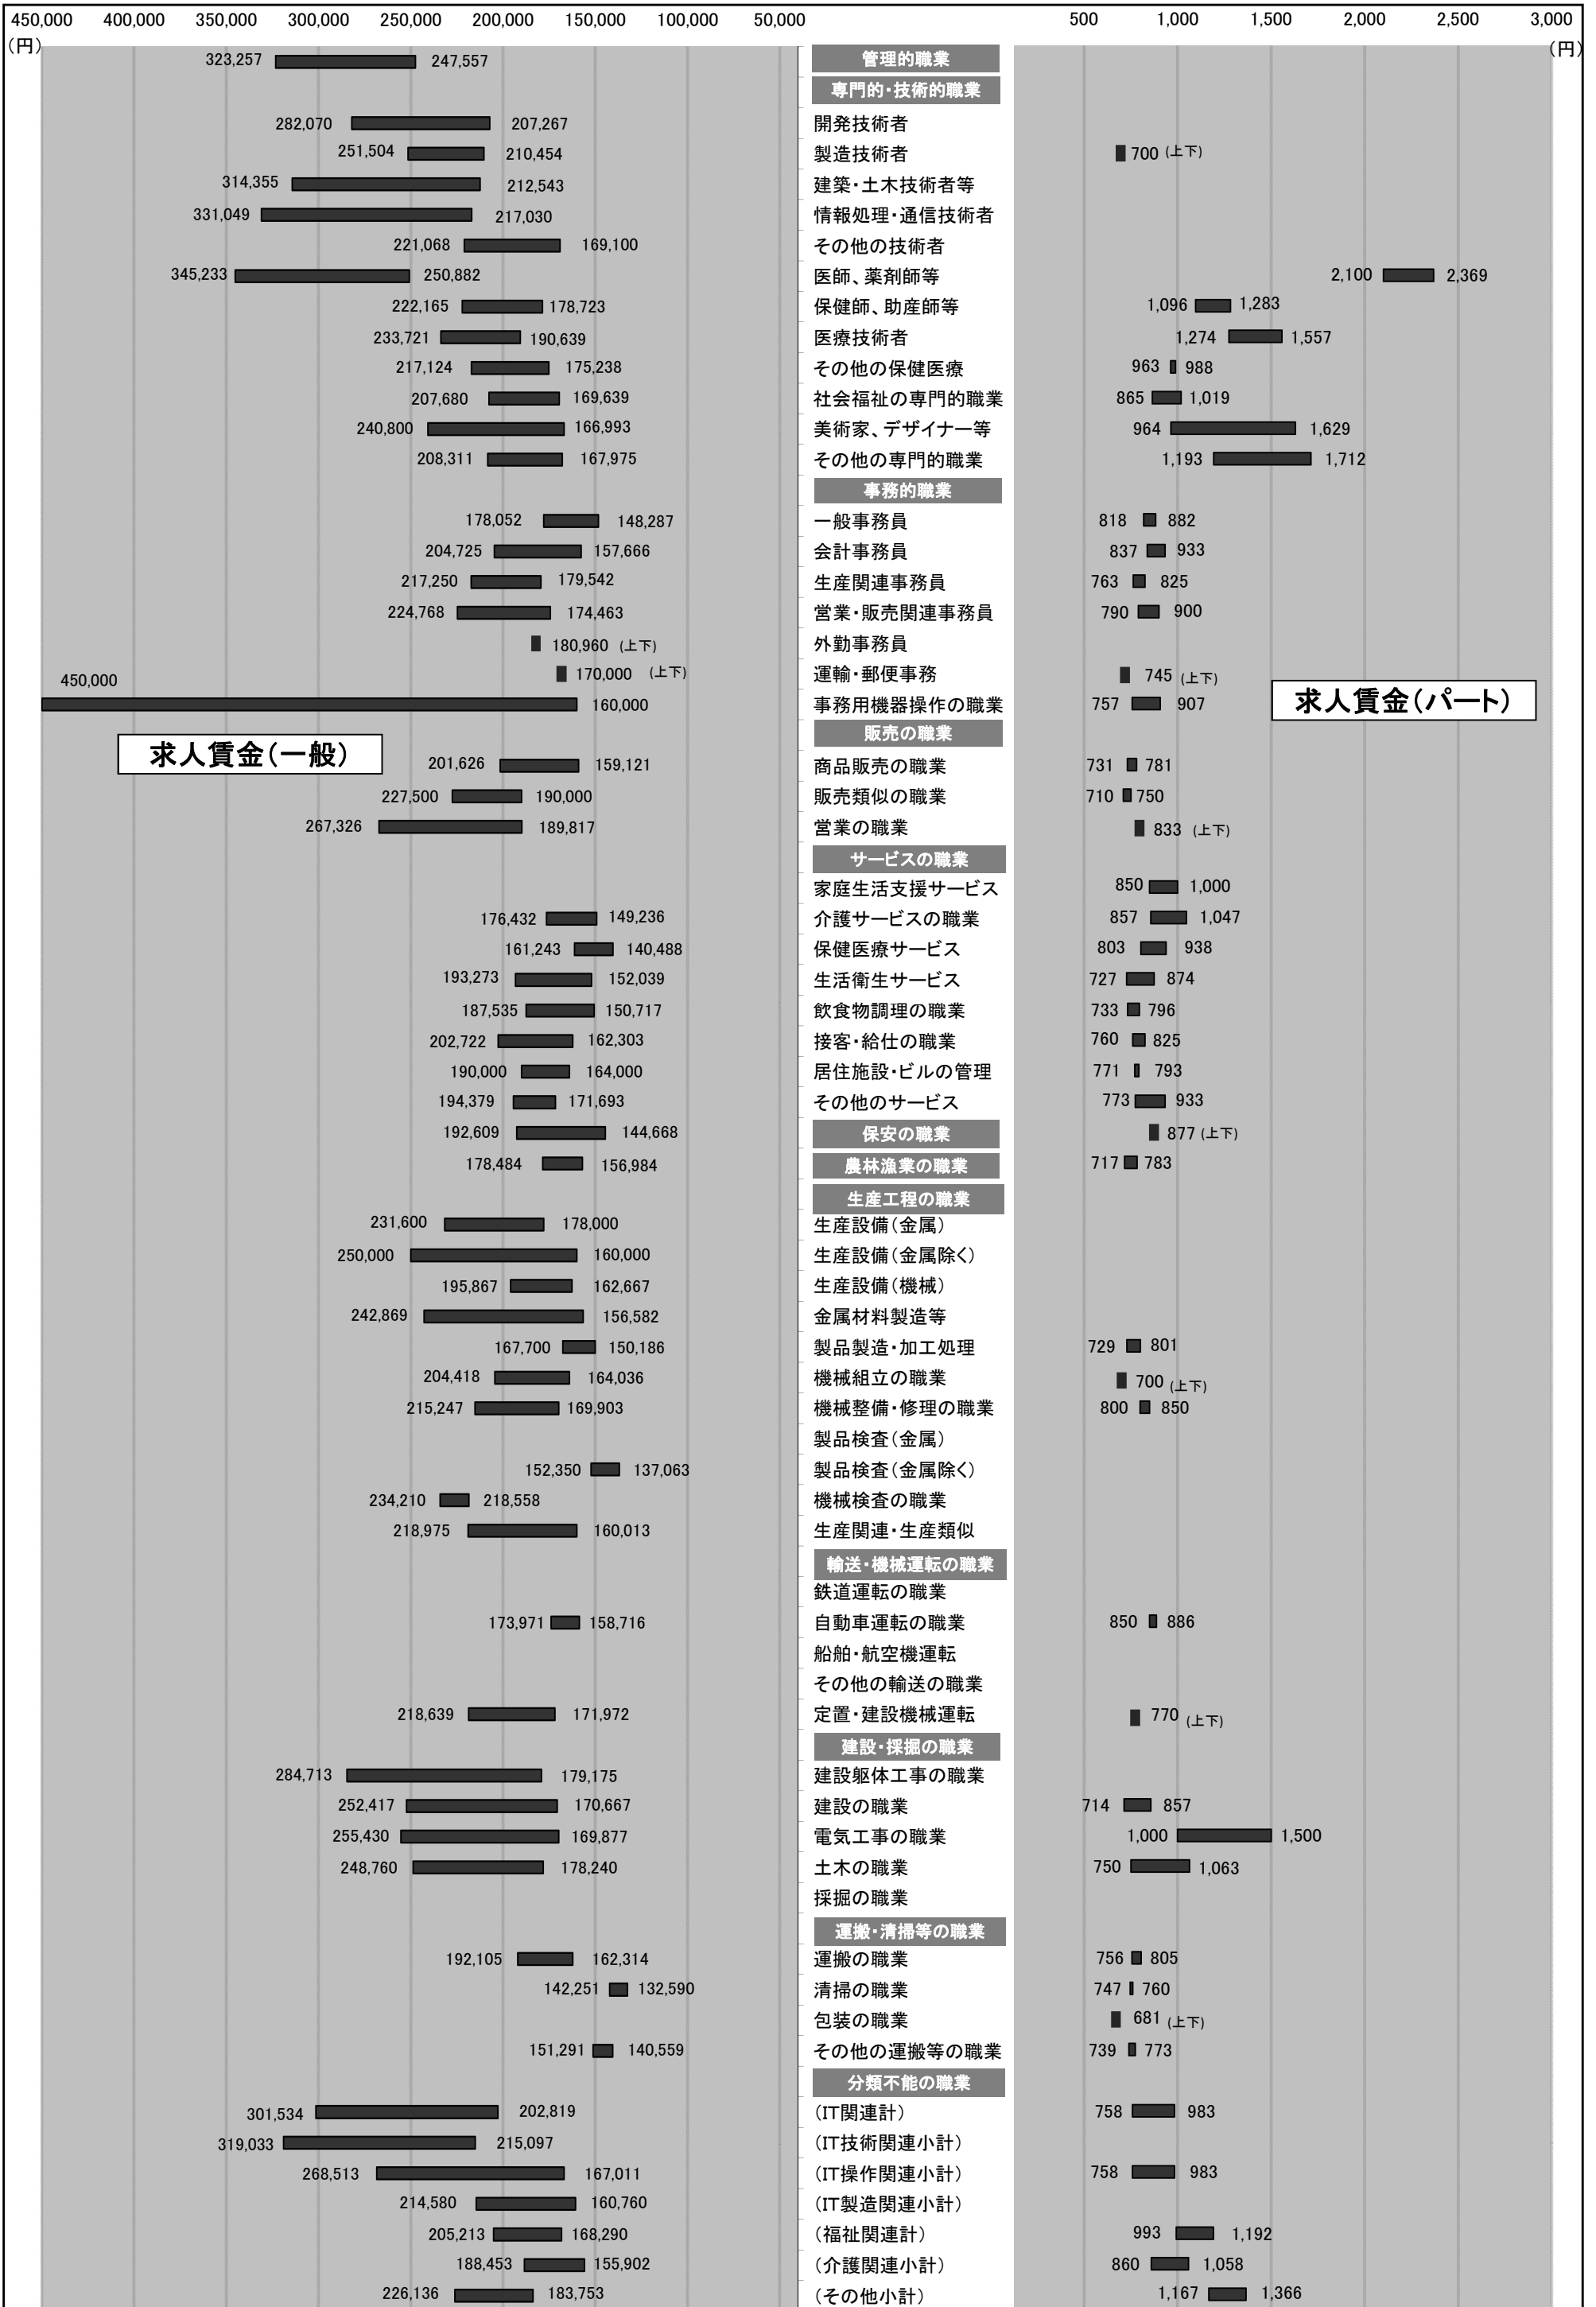 450,000 400,000 350,000 300,000 250,000 200,000 150,000 100,000 50,000 500 1,000 1,500 2,000 2,500 3,000
(円) (円)
323,257 247,557 管理的職業
専門的・技術的職業
282,070 207,267 開発技術者
251,504 210,454 製造技術者 700 (上下)
314,355 212,543 建築・土木技術者等
331,049 217,030 情報処理・通信技術者
221,068 169,100 その他の技術者
345,233 250,882 医師、薬剤師等 2,100 2,369
222,165 178,723 保健師、助産師等 1,096 1,283
233,721 190,639 医療技術者 1,274 1,557
217,124 175,238 その他の保健医療 963 988
207,680 169,639 社会福祉の専門的職業 865 1,019
240,800 166,993 美術家、デザイナー等 964 1,629
208,311 167,975 その他の専門的職業 1,193 1,712
事務的職業
178,052 148,287 一般事務員 818 882
204,725 157,666 会計事務員 837 933
217,250 179,542 生産関連事務員 763 825
224,768 174,463 営業・販売関連事務員 790 900
180,960 (上下) 外勤事務員
170,000 (上下) 運輸・郵便事務 745 (上下)
450,000 160,000 事務用機器操作の職業 757 907
求人賃金(パート)
販売の職業
求人賃金(一般)
201,626 159,121 商品販売の職業 731 781
227,500 190,000 販売類似の職業 710 750
267,326 189,817 営業の職業 833 (上下)
サービスの職業
家庭生活支援サービス 850 1,000
176,432 149,236 介護サービスの職業 857 1,047
161,243 140,488 保健医療サービス 803 938
193,273 152,039 生活衛生サービス 727 874
187,535 150,717 飲食物調理の職業 733 796
202,722 162,303 接客・給仕の職業 760 825
190,000 164,000 居住施設・ビルの管理 771 793
194,379 171,693 その他のサービス 773 933
192,609 144,668 保安の職業 877 (上下)
178,484 156,984 農林漁業の職業 717 783
生産工程の職業
231,600 178,000 生産設備(金属)
250,000 160,000 生産設備(金属除く)
195,867 162,667 生産設備(機械)
242,869 156,582 金属材料製造等
167,700 150,186 製品製造・加工処理 729 801
204,418 164,036 機械組立の職業 700 (上下)
215,247 169,903 機械整備・修理の職業 800 850
製品検査(金属)
152,350 137,063 製品検査(金属除く)
234,210 218,558 機械検査の職業
218,975 160,013 生産関連・生産類似
輸送・機械運転の職業
鉄道運転の職業
173,971 158,716 自動車運転の職業 850 886
船舶・航空機運転
その他の輸送の職業
218,639 171,972 定置・建設機械運転 770 (上下)
建設・採掘の職業
284,713 179,175 建設躯体工事の職業
252,417 170,667 建設の職業 714 857
255,430 169,877 電気工事の職業 1,000 1,500
248,760 178,240 土木の職業 750 1,063
採掘の職業
運搬・清掃等の職業
192,105 162,314 運搬の職業 756 805
142,251 132,590 清掃の職業 747 760
包装の職業 681 (上下)
151,291 140,559 その他の運搬等の職業 739 773
分類不能の職業
301,534 202,819 (IT関連計) 758 983
319,033 215,097 (IT技術関連小計)
268,513 167,011 (IT操作関連小計) 758 983
214,580 160,760 (IT製造関連小計)
205,213 168,290 (福祉関連計) 993 1,192
188,453 155,902 (介護関連小計) 860 1,058
226,136 183,753 (その他小計) 1,167 1,366